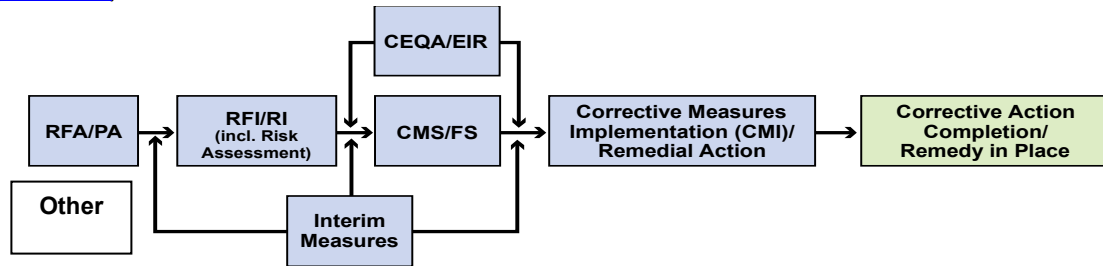 CEQA/EIR
RFA/PA
RFI/RI
(incl. Risk
Assessment)
CMS/FS
Corrective Measures
Implementation (CMI)/
Remedial Action
Corrective Action
Completion/
Remedy in Place
Other
Interim
Measures